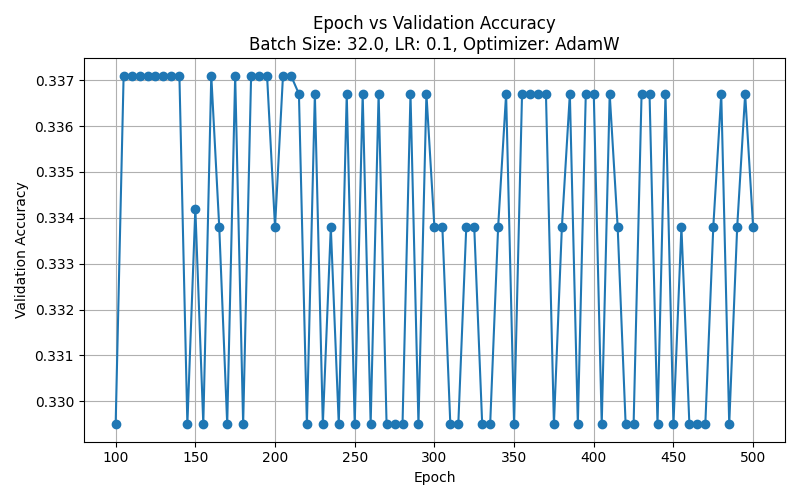 Epoch vs Validation Accuracy
Batch Size: 32.0, LR: 0.1, Optimizer: AdamW
Validation Accuracy
0.337
0.336
0.335
0.334
0.333
0.332
0.331
0.330
100 150 200 250 300 350 400 450 500
Epoch